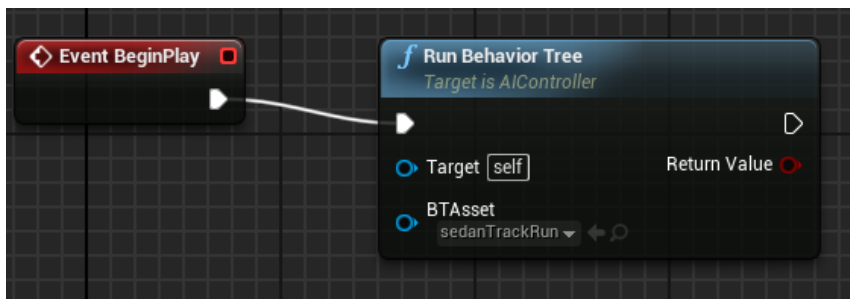 Event BeginPlay
f Run Behavior Tree
Target is AIController
Target self
Return Value
BTAsset
sedanTrackRun